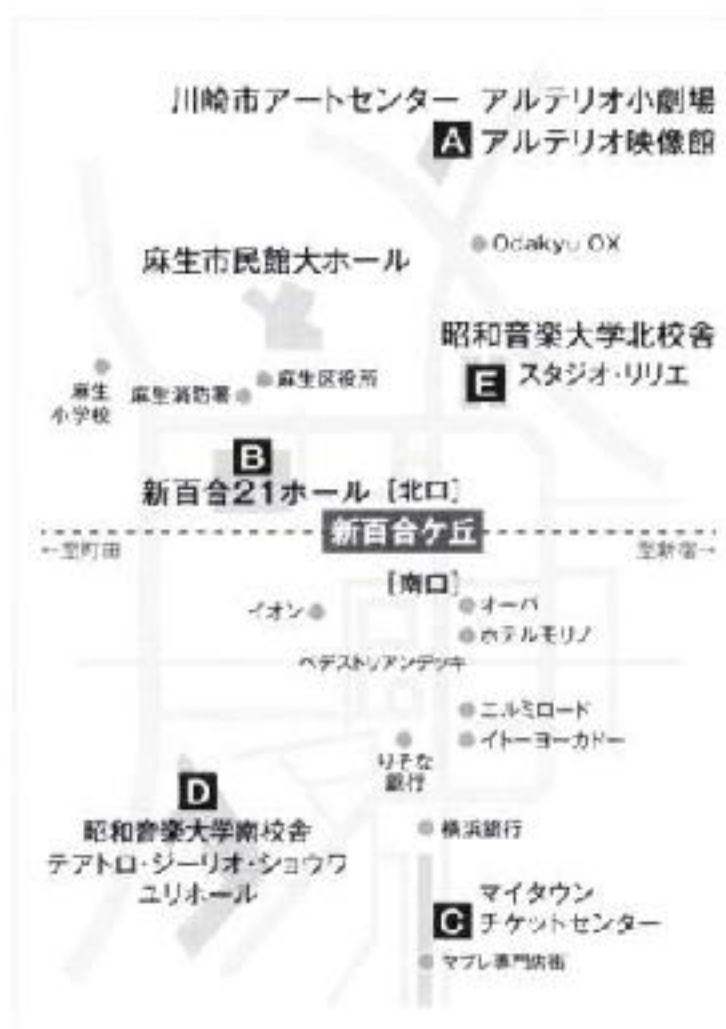 川崎市アートセンター アルテリオ小劇場
A アルテリオ映像館
Odakyu OX
麻生市民館大ホール
昭和音楽大学北校舎
E スタジオ・リリエ
麻生
小学校
麻生消防署
麻生区役所
B
新百合21ホール [北口]
新百合ケ丘
←至町田
至新宿→
[南口]
イオン
オーパ
ホテルモリノ
ペデストリアンデッキ
エルミロード
イトーヨーカドー
りそな
銀行
D
昭和音楽大学南校舎
テアトロ・ジーリオ・ショウワ
ユリホール
横浜銀行
マイタウン
C チケットセンター
マプレ専門店街